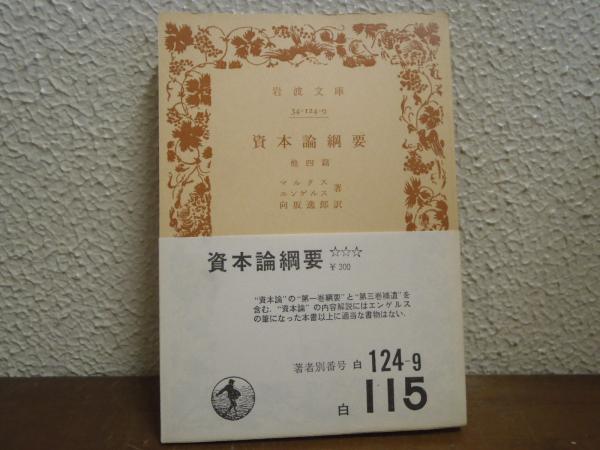 岩波文庫
34-124-9
資本論綱要
他四篇
マルクス
エンゲルス 著
向坂逸郎訳
資本論綱要 ☆☆☆
￥300
“資本論”の“第一巻綱要”と“第三巻補遺”を
含む．“資本論”の内容解説にはエンゲルス
の筆になった本書以上に適当な書物はない．
著者別番号 白 124-9
白 115